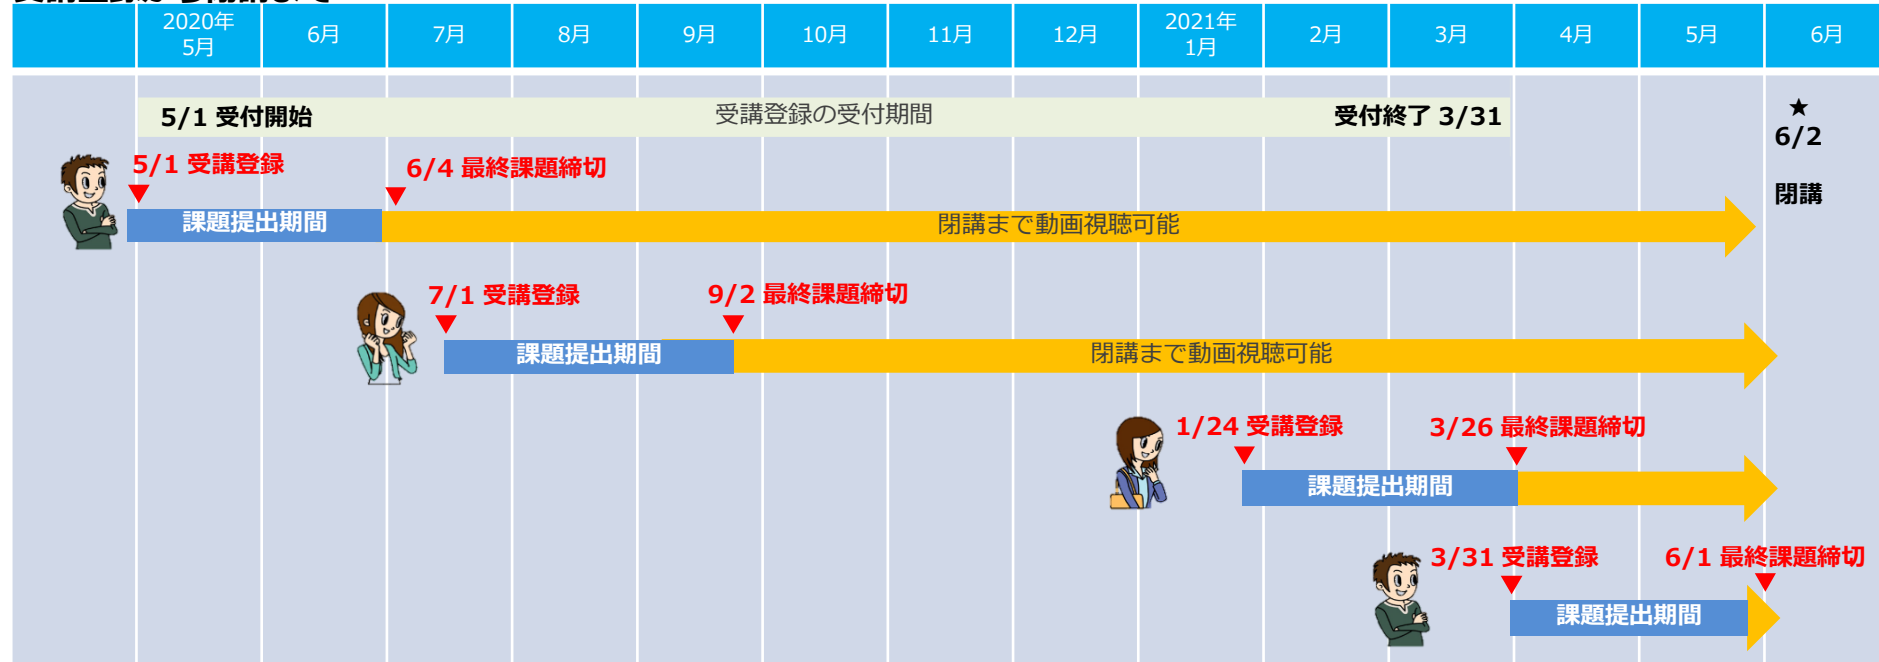 2020年
5月
6月
7月
8月
9月
10月
11月
12月
2021年
1月
2月
3月
4月
5月
6月
5/1 受付開始
受講登録の受付期間
受付終了 3/31
★
6/2
閉講
5/1 受講登録
6/4 最終課題締切
課題提出期間
閉講まで動画視聴可能
7/1 受講登録
9/2 最終課題締切
課題提出期間
閉講まで動画視聴可能
1/24 受講登録
3/26 最終課題締切
課題提出期間
3/31 受講登録
6/1 最終課題締切
課題提出期間